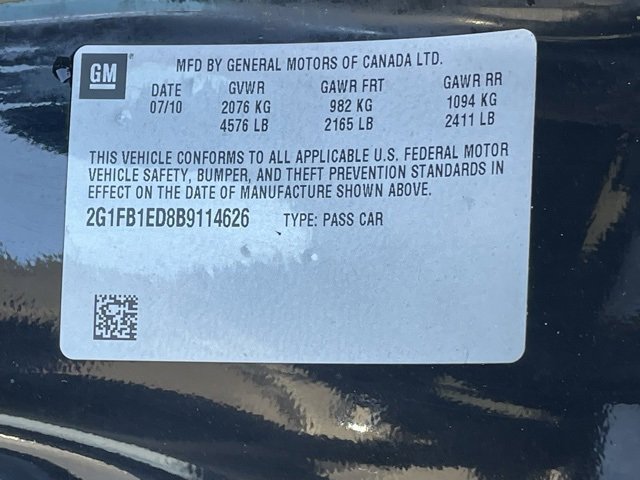 GM
MFD BY GENERAL MOTORS OF CANADA LTD.
DATE GVWR GAWR FRT GAWR RR
07/10 2076 KG 982 KG 1094 KG
4576 LB 2165 LB 2411 LB
THIS VEHICLE CONFORMS TO ALL APPLICABLE U.S. FEDERAL MOTOR
VEHICLE SAFETY, BUMPER, AND THEFT PREVENTION STANDARDS IN
EFFECT ON THE DATE OF MANUFACTURE SHOWN ABOVE.
2G1FB1ED8B9114626 TYPE: PASS CAR